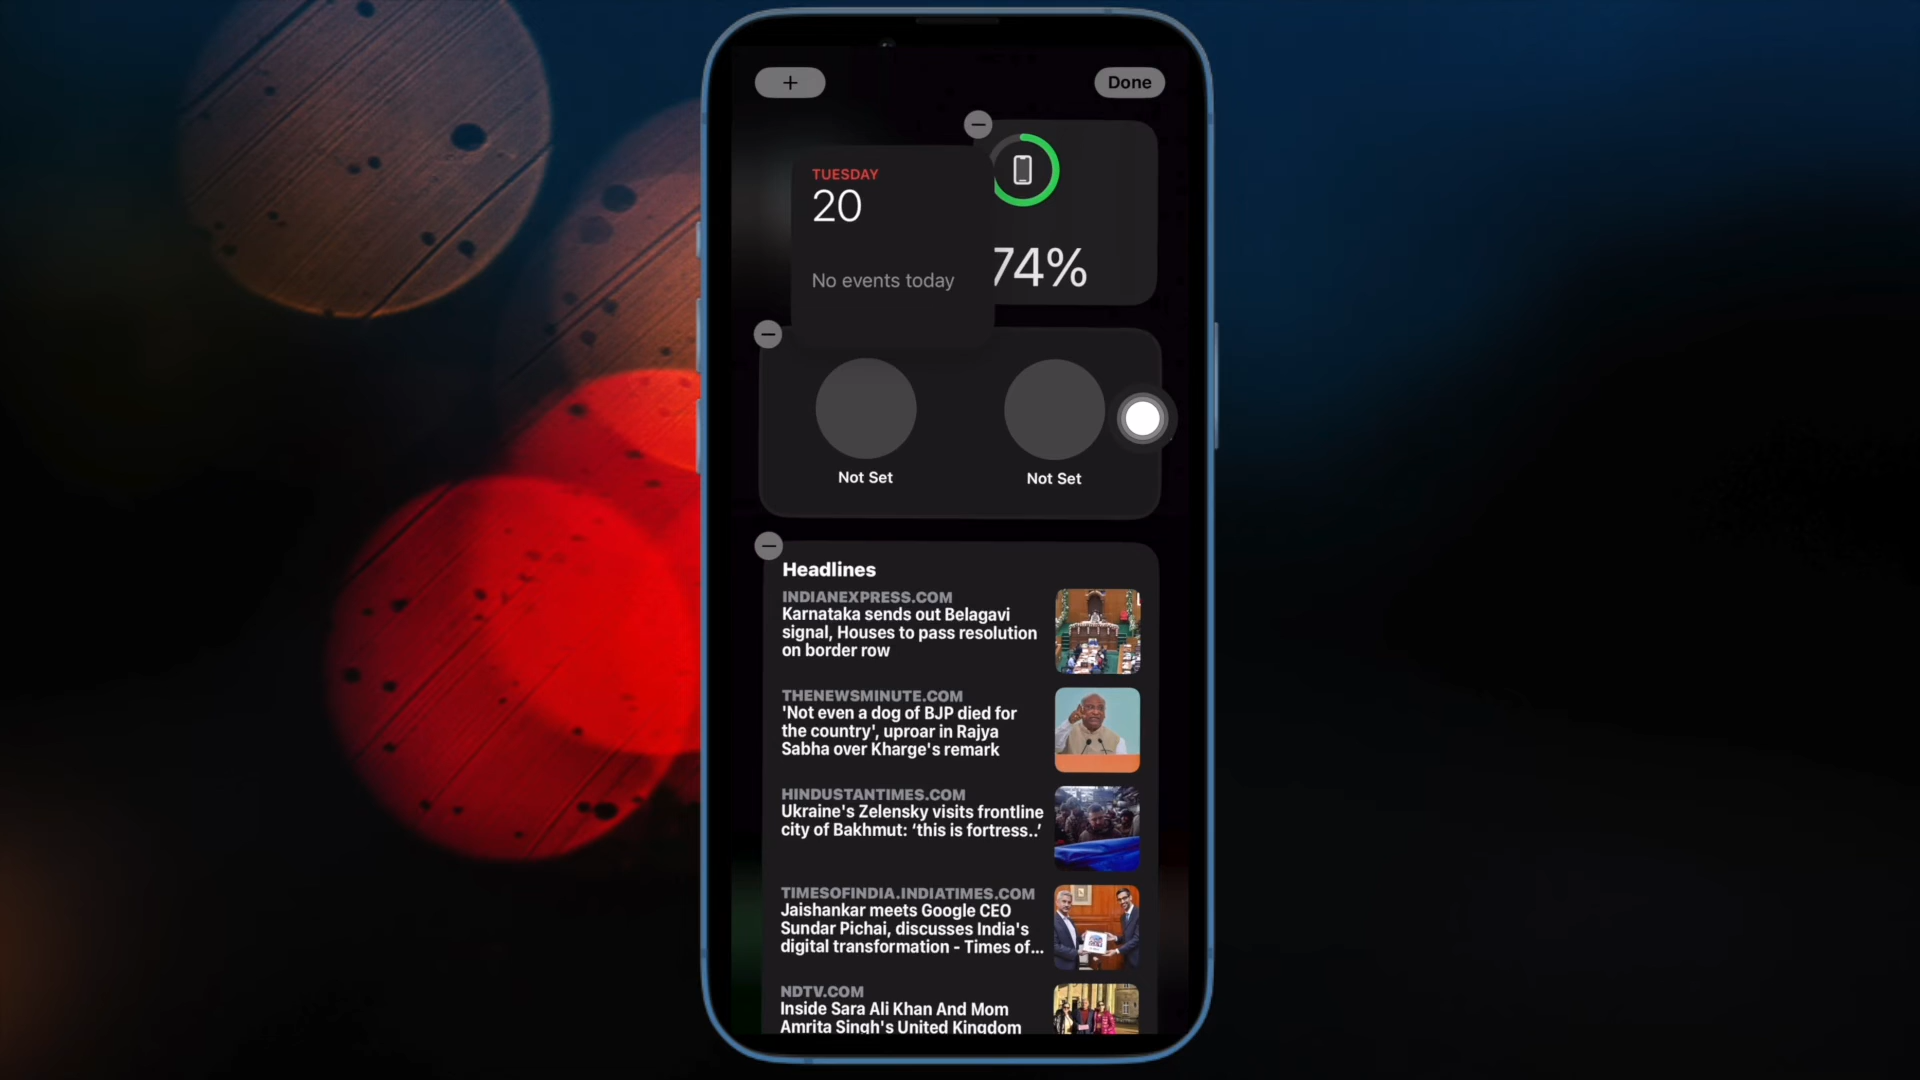 +
Done
TUESDAY
20
No events today
74%
Not Set
Not Set
Headlines
INDIANEXPRESS.COM
Karnataka sends out Belagavi
signal, Houses to pass resolution
on border row
THENEWSMINUTE.COM
'Not even a dog of BJP died for
the country', uproar in Rajya
Sabha over Kharge's remark
HINDUSTANTIMES.COM
Ukraine's Zelensky visits frontline
city of Bakhmut: ‘this is fortress..’
TIMESOFINDIA.INDIATIMES.COM
Jaishankar meets Google CEO
Sundar Pichai, discusses India's
digital transformation - Times of...
NDTV.COM
Inside Sara Ali Khan And Mom
Amrita Singh's United Kingdom